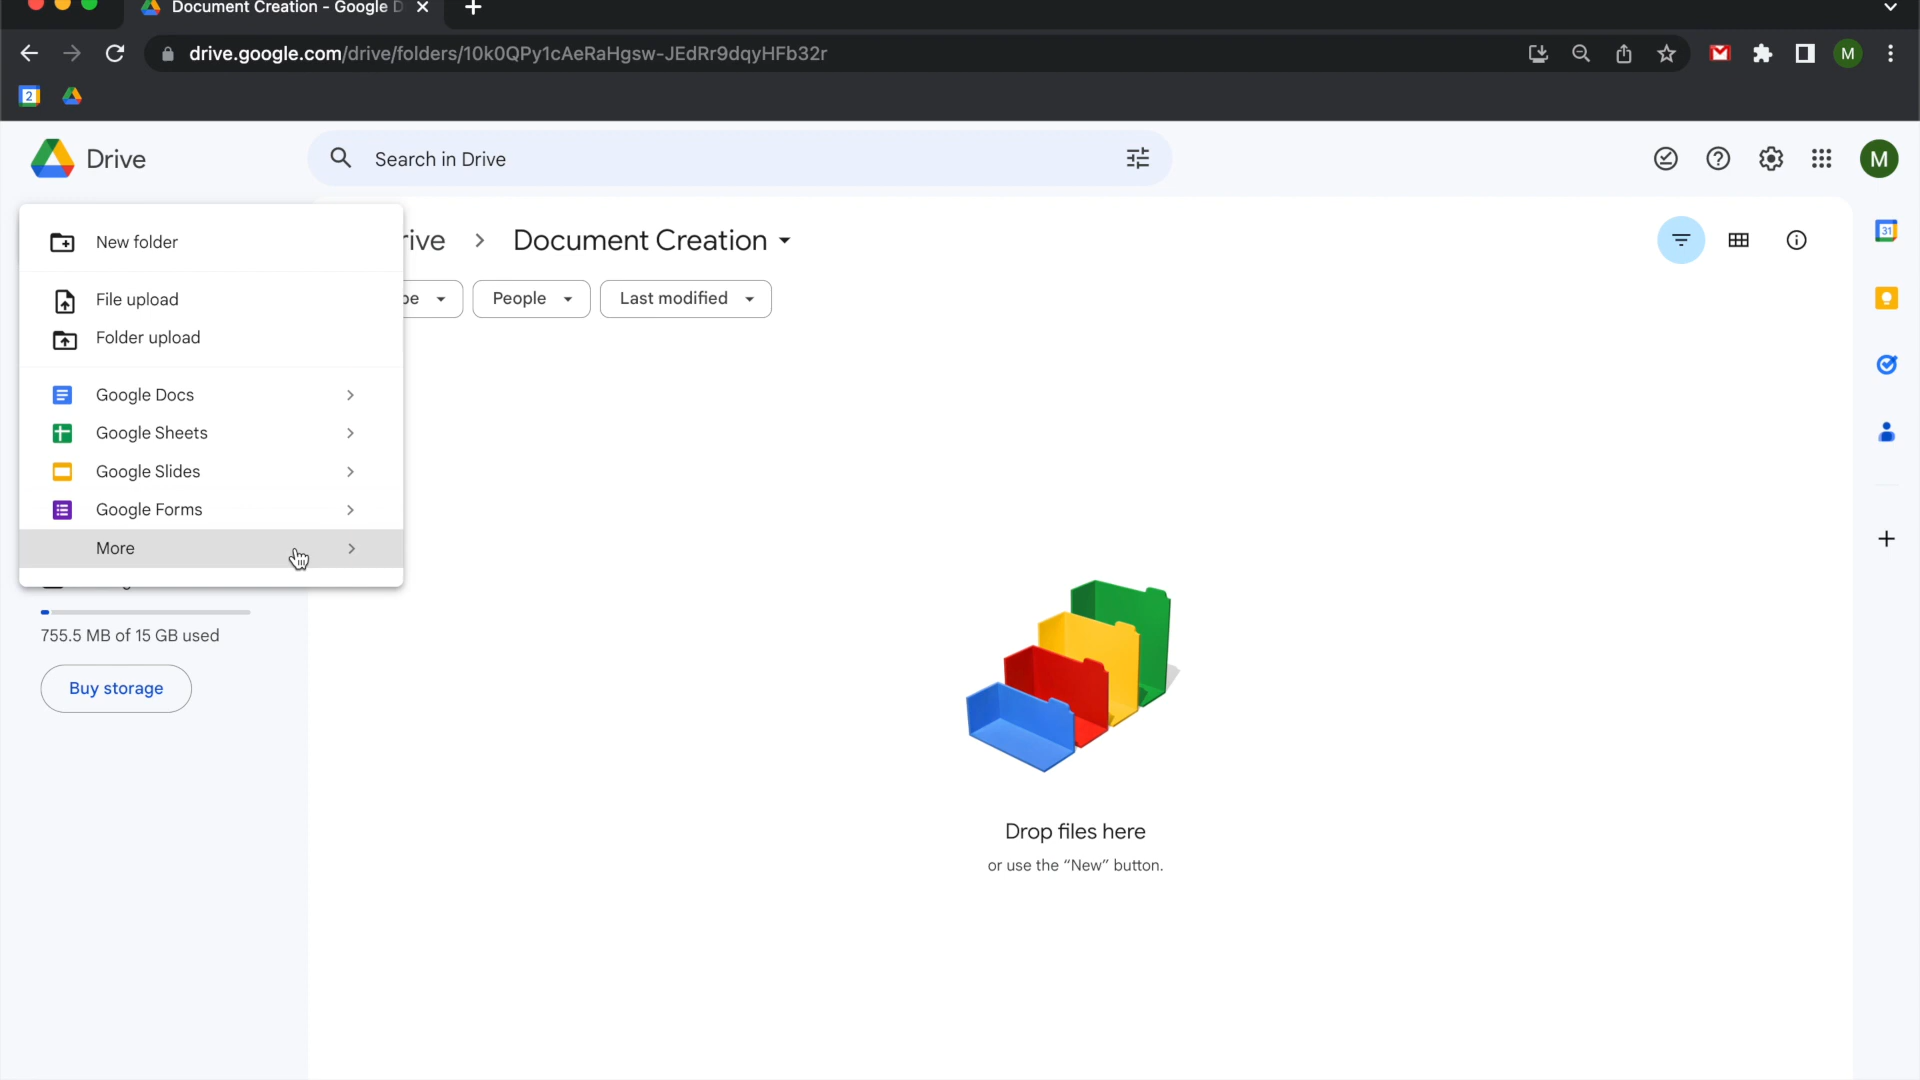 Document Creation - Google D
drive.google.com/drive/folders/10k0QPy1cAeRaHgsw-JEdRr9dqyHFb32r
M
2
Drive
Search in Drive
M
New folder
rive > Document Creation
31
File upload
pe
People
Last modified
Folder upload
Google Docs
Google Sheets
Google Slides
Google Forms
More
755.5 MB of 15 GB used
Buy storage
Drop files here
or use the “New” button.